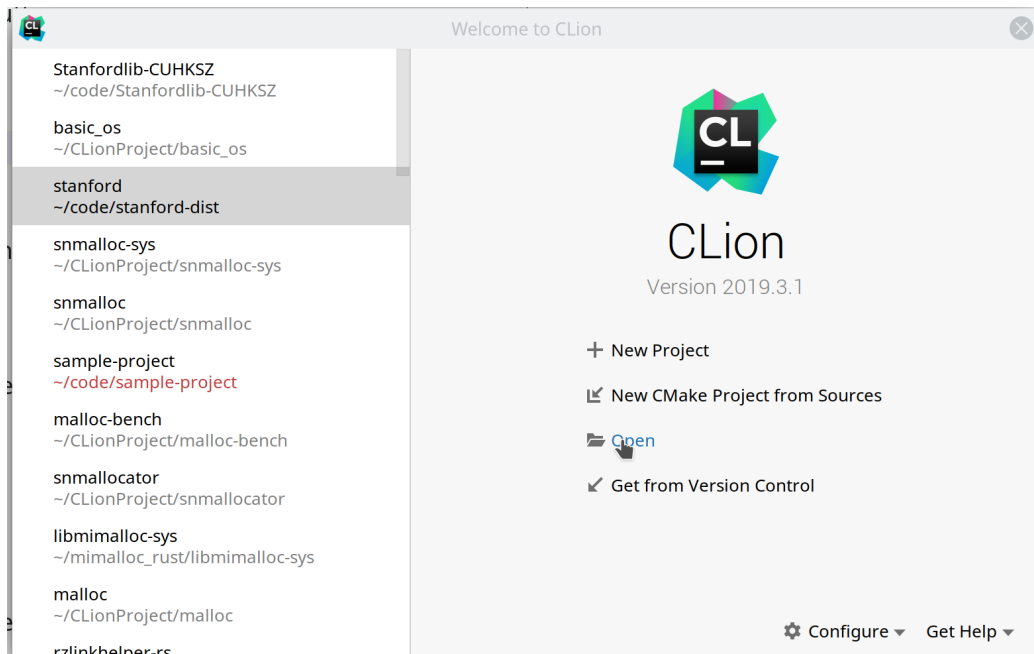 CL
Welcome to CLion
Stanfordlib-CUHKSZ
~/code/Stanfordlib-CUHKSZ
basic_os
~/CLionProject/basic_os
stanford
~/code/stanford-dist
snmalloc-sys
~/CLionProject/snmalloc-sys
snmalloc
~/CLionProject/snmalloc
sample-project
~/code/sample-project
malloc-bench
~/CLionProject/malloc-bench
snmallocator
~/CLionProject/snmallocator
libmimalloc-sys
~/mimalloc_rust/libmimalloc-sys
malloc
~/CLionProject/malloc
rzlinkhelper-rs
CL
CLion
Version 2019.3.1
New Project
New CMake Project from Sources
Open
Get from Version Control
Configure
Get Help